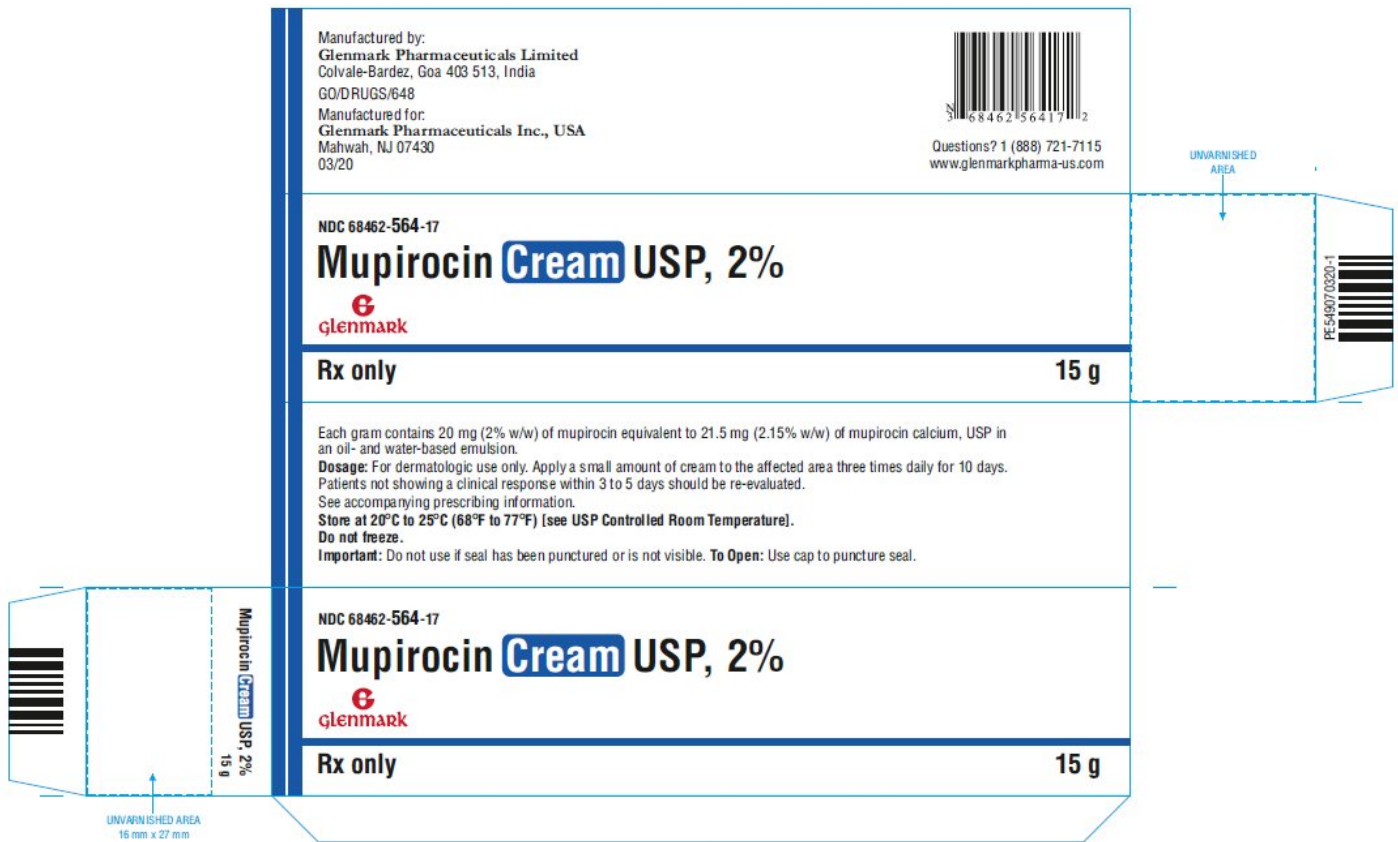 Manufactured by:
Glenmark Pharmaceuticals Limited
Colvale-Bardez, Goa 403 513, India
GO/DRUGS/648
Manufactured for:
Glenmark Pharmaceuticals Inc., USA
Mahwah, NJ 07430
03/20
N
3 68462 56417 2
Questions? 1 (888) 721-7115
www.glenmarkpharma-us.com
UNVARNISHED
AREA
NDC 68462-564-17
Mupirocin Cream USP, 2%
glenmark
Rx only 15 g
PE549070320-1
Each gram contains 20 mg (2% w/w) of mupirocin equivalent to 21.5 mg (2.15% w/w) of mupirocin calcium, USP in
an oil- and water-based emulsion.
Dosage: For dermatologic use only. Apply a small amount of cream to the affected area three times daily for 10 days.
Patients not showing a clinical response within 3 to 5 days should be re-evaluated.
See accompanying prescribing information.
Store at 20°C to 25°C (68°F to 77°F) [see USP Controlled Room Temperature].
Do not freeze.
Important: Do not use if seal has been punctured or is not visible. To Open: Use cap to puncture seal.
NDC 68462-564-17
Mupirocin Cream USP, 2%
glenmark
Rx only 15 g
Mupirocin Cream USP, 2%
15 g
UNVARNISHED AREA
16 mm x 27 mm